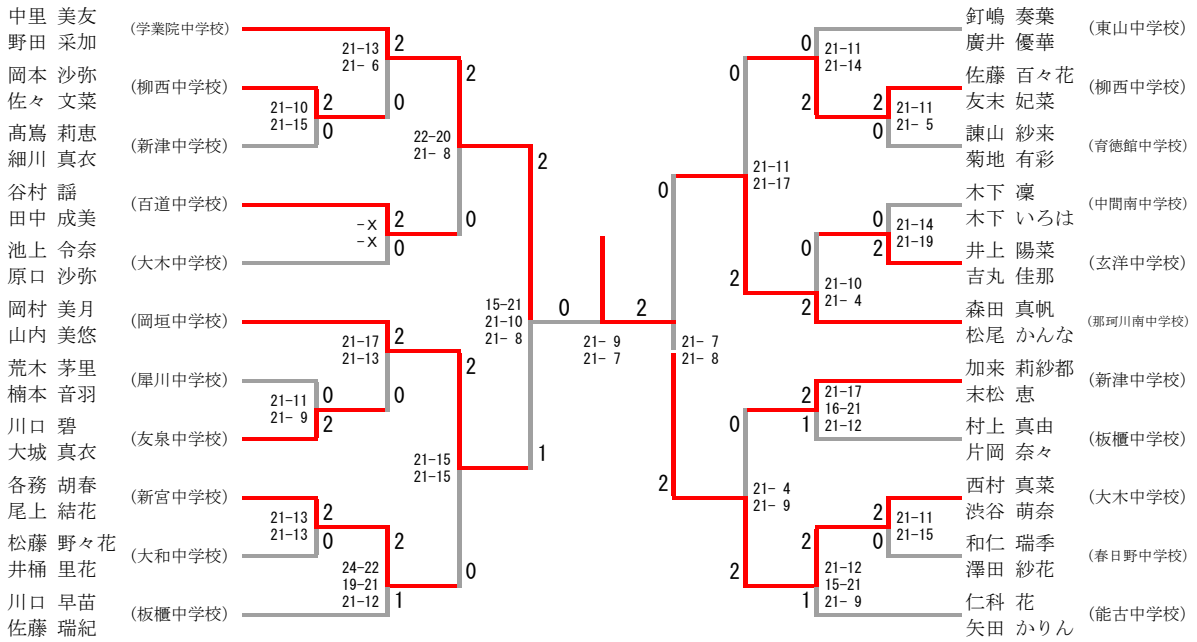 中里 美友
野田 采加
(学業院中学校)
岡本 沙弥
佐々 文菜
(柳西中学校)
髙嶌 莉恵
細川 真衣
(新津中学校)
谷村 謡
田中 成美
(百道中学校)
池上 令奈
原口 沙弥
(大木中学校)
岡村 美月
山内 美悠
(岡垣中学校)
荒木 茅里
楠本 音羽
(犀川中学校)
川口 碧
大城 真衣
(友泉中学校)
各務 胡春
尾上 結花
(新宮中学校)
松藤 野々花
井桶 里花
(大和中学校)
川口 早苗
佐藤 瑞紀
(板櫃中学校)
21-10
21-15
2
0
21-11
21- 9
0
2
21-13
21-13
2
0
21-13
21- 6
2
0
-X
-X
2
0
21-17
21-13
2
0
24-22
19-21
21-12
2
1
22-20
21- 8
2
0
21-15
21-15
2
0
15-21
21-10
21- 8
2
1
0
2
21- 9
21- 7
21- 7
21- 8
0
2
21-11
21-17
0
2
21- 4
21- 9
0
2
21-11
21-14
0
2
21-10
21- 4
0
2
21-17
16-21
21-12
2
1
21-12
15-21
21- 9
2
1
21-11
21- 5
2
0
21-14
21-19
0
2
21-11
21-15
2
0
釘嶋 奏葉
廣井 優華
(東山中学校)
佐藤 百々花
友末 妃菜
(柳西中学校)
諌山 紗来
菊地 有彩
(育徳館中学校)
木下 凜
木下 いろは
(中間南中学校)
井上 陽菜
吉丸 佳那
(玄洋中学校)
森田 真帆
松尾 かんな
(那珂川南中学校)
加来 莉紗都
末松 恵
(新津中学校)
村上 真由
片岡 奈々
(板櫃中学校)
西村 真菜
渋谷 萌奈
(大木中学校)
和仁 瑞季
澤田 紗花
(春日野中学校)
仁科 花
矢田 かりん
(能古中学校)